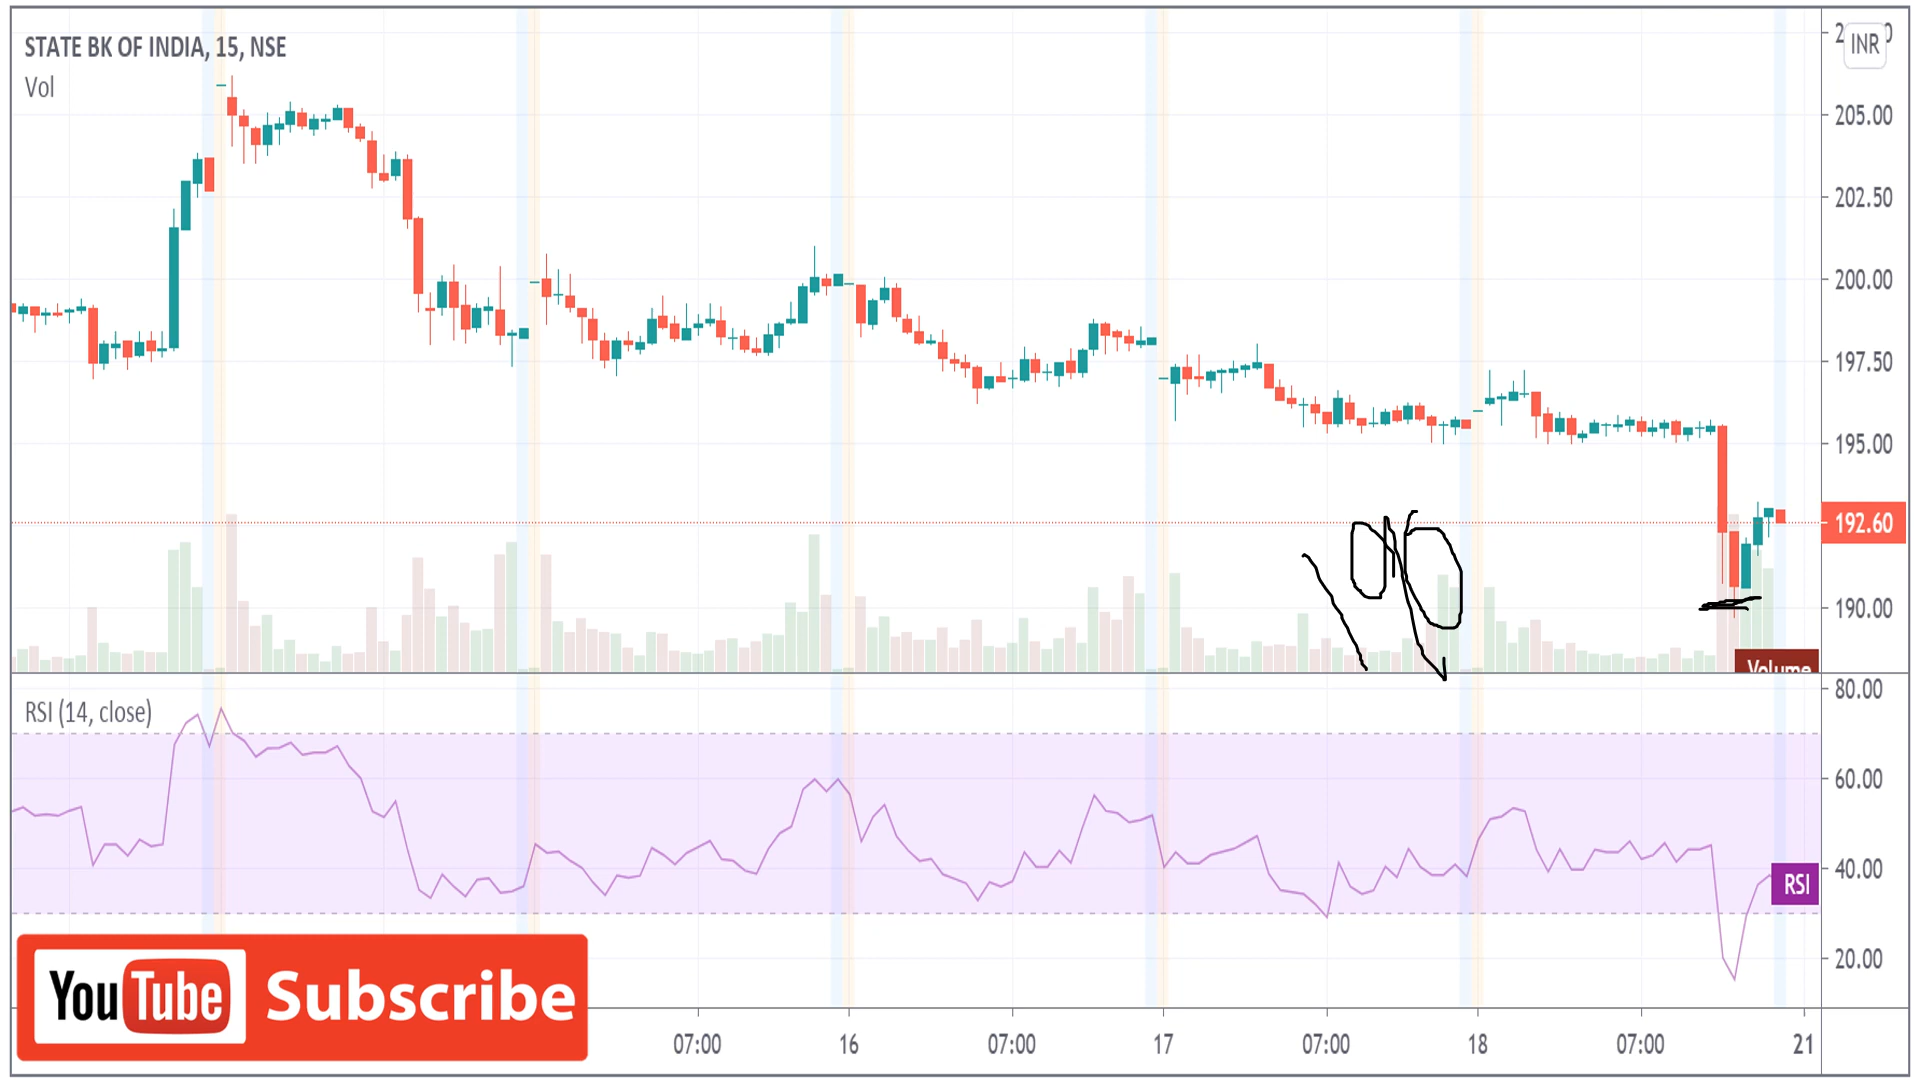 STATE BK OF INDIA, 15, NSE
Vol
INR
205.00
202.50
200.00
197.50
195.00
192.60
190.00
Volume
80.00
RSI (14, close)
60.00
40.00
RSI
20.00
YouTube Subscribe
07:00 16 07:00 17 07:00 18 07:00 21